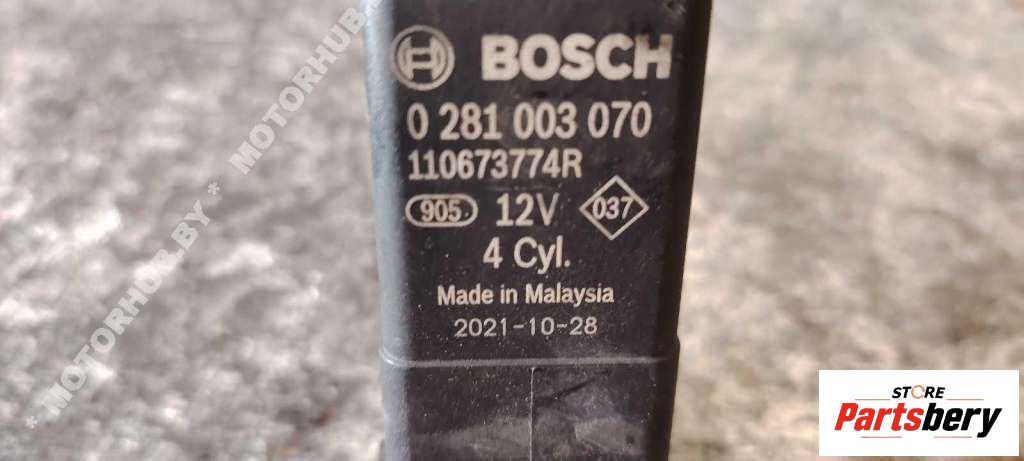 BOSCH
0 281 003 070
110673774R
905 12V 037
4 Cyl.
Made in Malaysia
2021-10-28
* MOTORHUB.BY * MOTORHUB
STORE
Partsbery